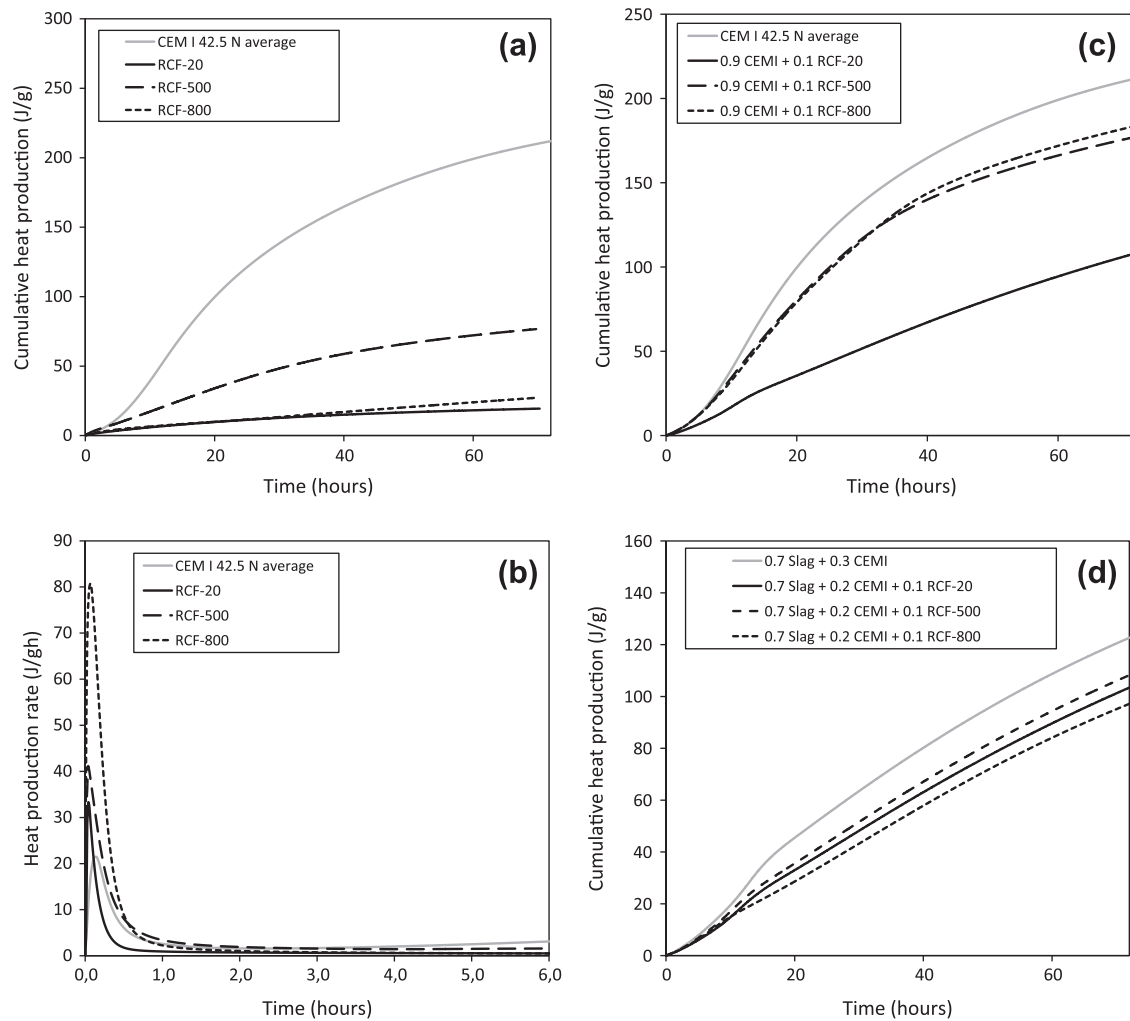 (a)
CEM I 42.5 N average
RCF-20
RCF-500
RCF-800
Cumulative heat production (J/g)
300
250
200
150
100
50
0
0 20 40 60
Time (hours)
(c)
CEM I 42.5 N average
0.9 CEMI + 0.1 RCF-20
0.9 CEMI + 0.1 RCF-500
0.9 CEMI + 0.1 RCF-800
Cumulative heat production (J/g)
250
200
150
100
50
0
0 20 40 60
Time (hours)
(b)
CEM I 42.5 N average
RCF-20
RCF-500
RCF-800
Heat production rate (J/gh)
90
80
70
60
50
40
30
20
10
0
0,0 1,0 2,0 3,0 4,0 5,0 6,0
Time (hours)
(d)
0.7 Slag + 0.3 CEMI
0.7 Slag + 0.2 CEMI + 0.1 RCF-20
0.7 Slag + 0.2 CEMI + 0.1 RCF-500
0.7 Slag + 0.2 CEMI + 0.1 RCF-800
Cumulative heat production (J/g)
160
140
120
100
80
60
40
20
0
0 20 40 60
Time (hours)